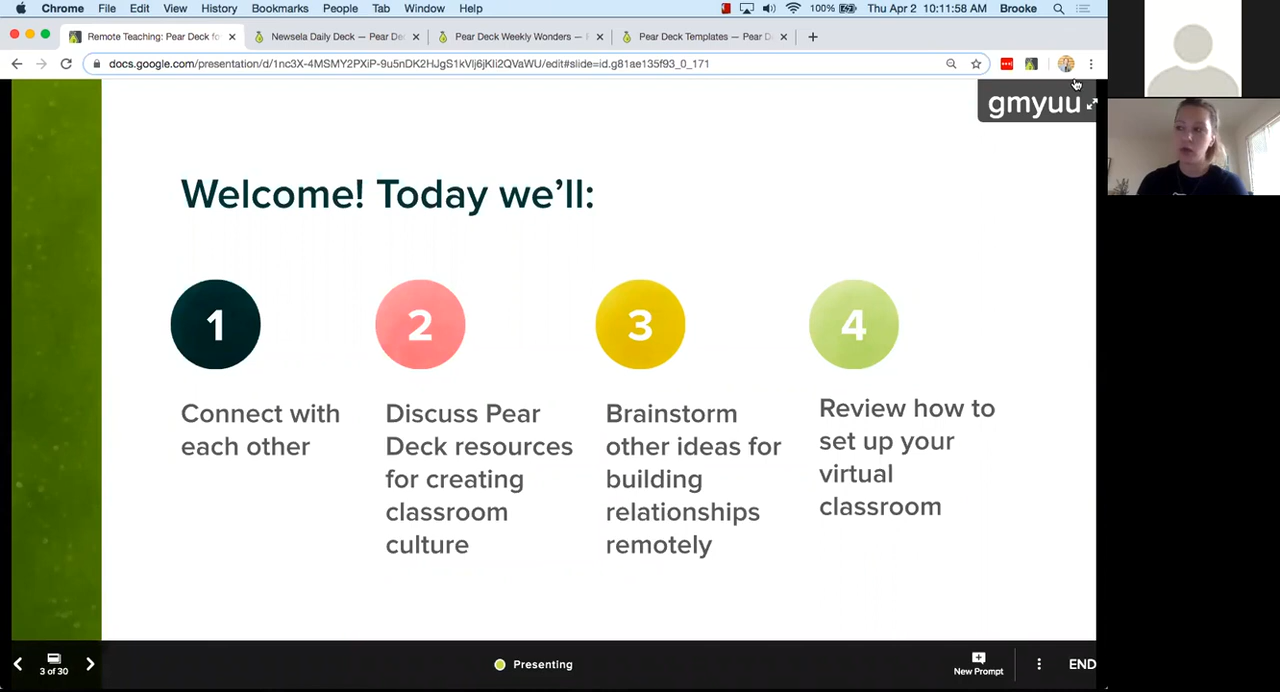 Chrome File Edit View History Bookmarks People Tab Window Help 100% Thu Apr 2 10:11:58 AM Brooke
Remote Teaching: Pear Deck fo Newsela Daily Deck — Pear De Pear Deck Weekly Wonders — Pear Deck Templates — Pear D
docs.google.com/presentation/d/1nc3X-4MSMY2PXiP-9u5nDK2HJgS1kVlj6jKIi2QVaWU/edit#slide=id.g81ae135f93_0_171
gmyuu
Welcome! Today we'll:
1 2 3 4
Connect with
each other
Discuss Pear
Deck resources
for creating
classroom
culture
Brainstorm
other ideas for
building
relationships
remotely
Review how to
set up your
virtual
classroom
3 of 30
Presenting
New Prompt
END